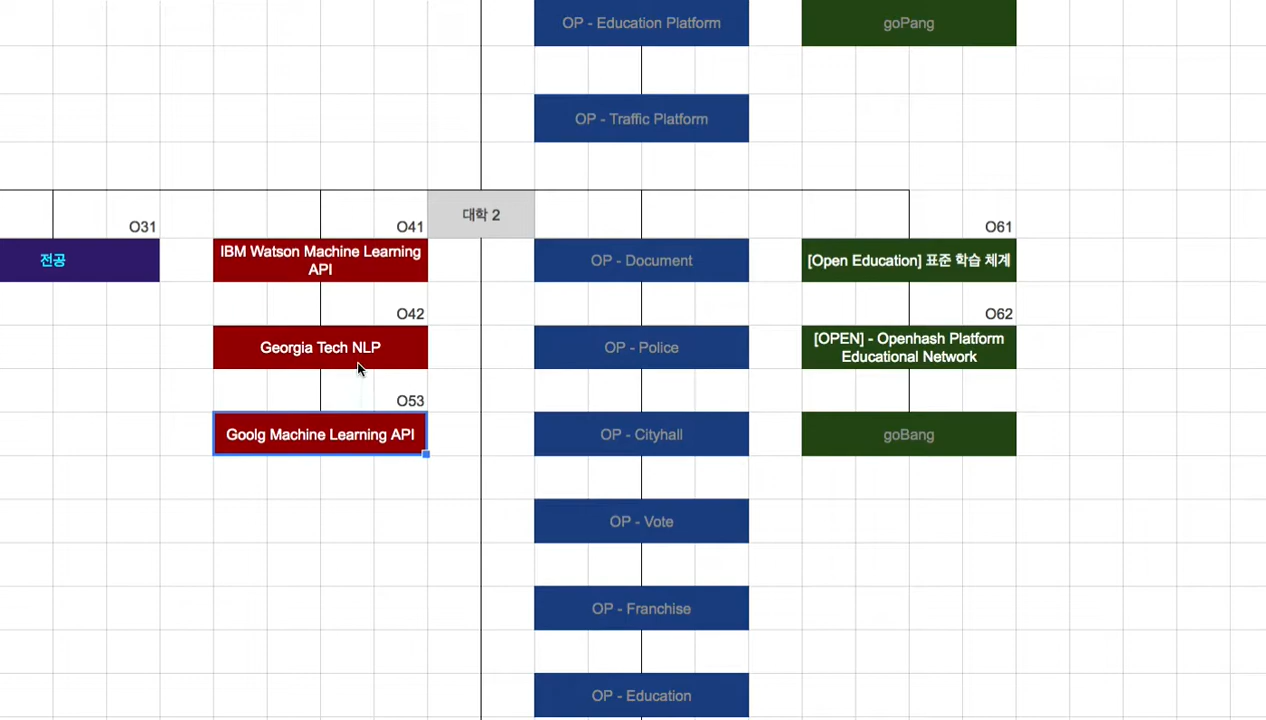 OP - Education Platform
goPang
OP - Traffic Platform
대학 2
O31
O41
O61
전공
IBM Watson Machine Learning
API
OP - Document
[Open Education] 표준 학습 체계
O42
O62
Georgia Tech NLP
OP - Police
[OPEN] - Openhash Platform
Educational Network
O53
Goolg Machine Learning API
OP - Cityhall
goBang
OP - Vote
OP - Franchise
OP - Education